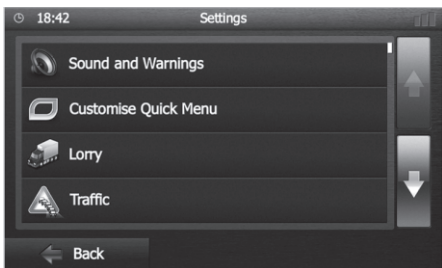 18:42 Settings
Sound and Warnings
Customise Quick Menu
Lorry
Traffic
Back